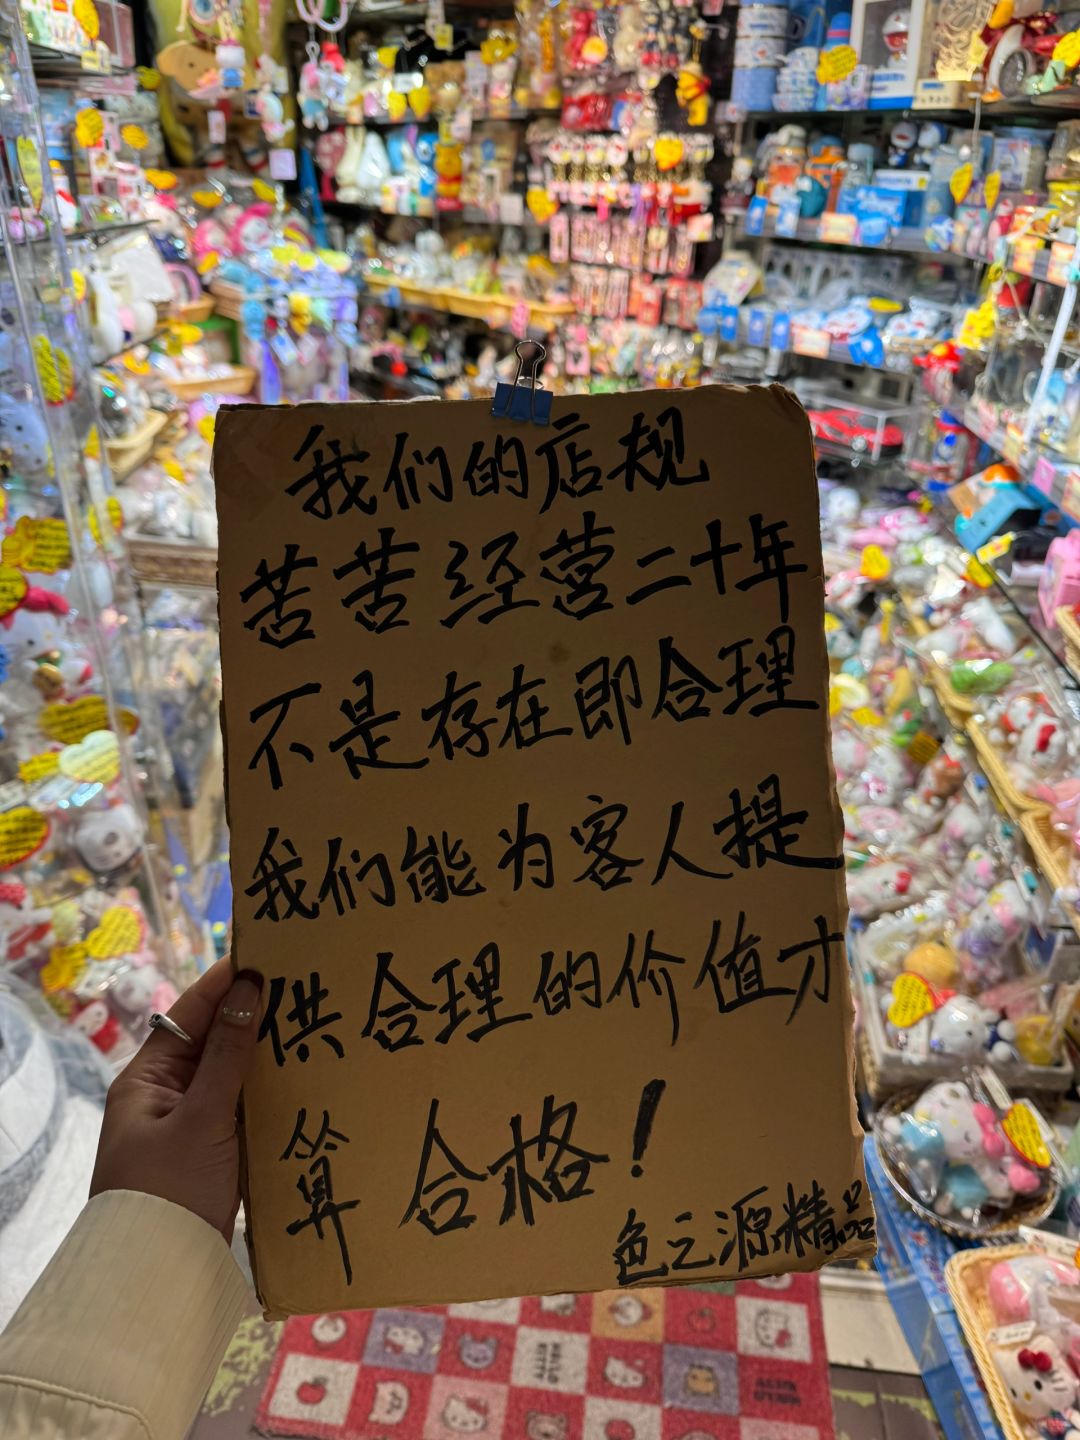 我们的店规
苦苦经营二十年
不是存在即合理
我们能为客人提
供合理的价值才
算合格!
色之源精品